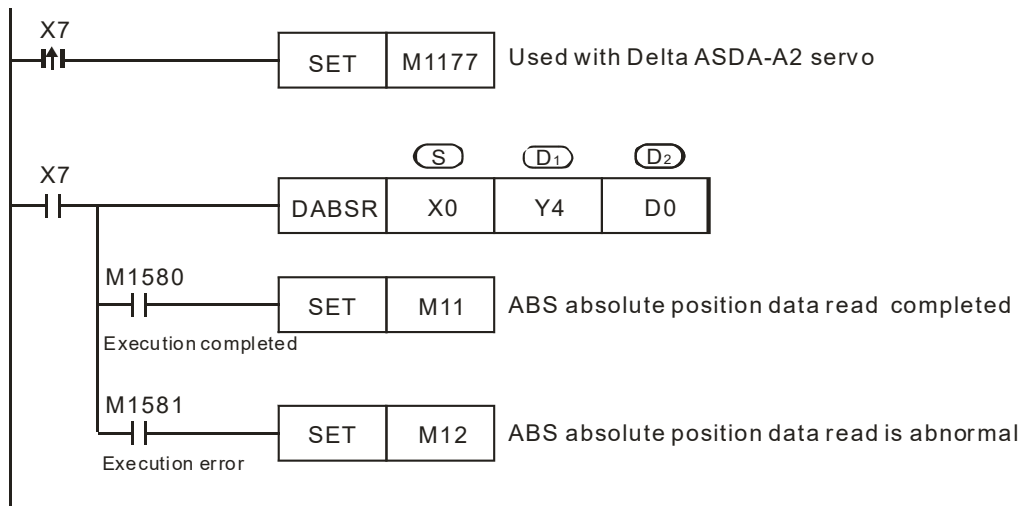 X7
SET M1177 Used with Delta ASDA-A2 servo
S D1 D2
X7
DABSR X0 Y4 D0
M1580
SET M11 ABS absolute position data read completed
Execution completed
M1581
SET M12 ABS absolute position data read is abnormal
Execution error